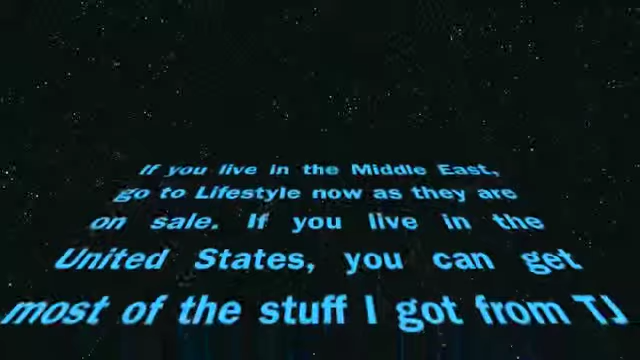 If you live in the Middle East,
go to Lifestyle now as they are
on sale. If you live in the
United States, you can get
most of the stuff I got from TJ